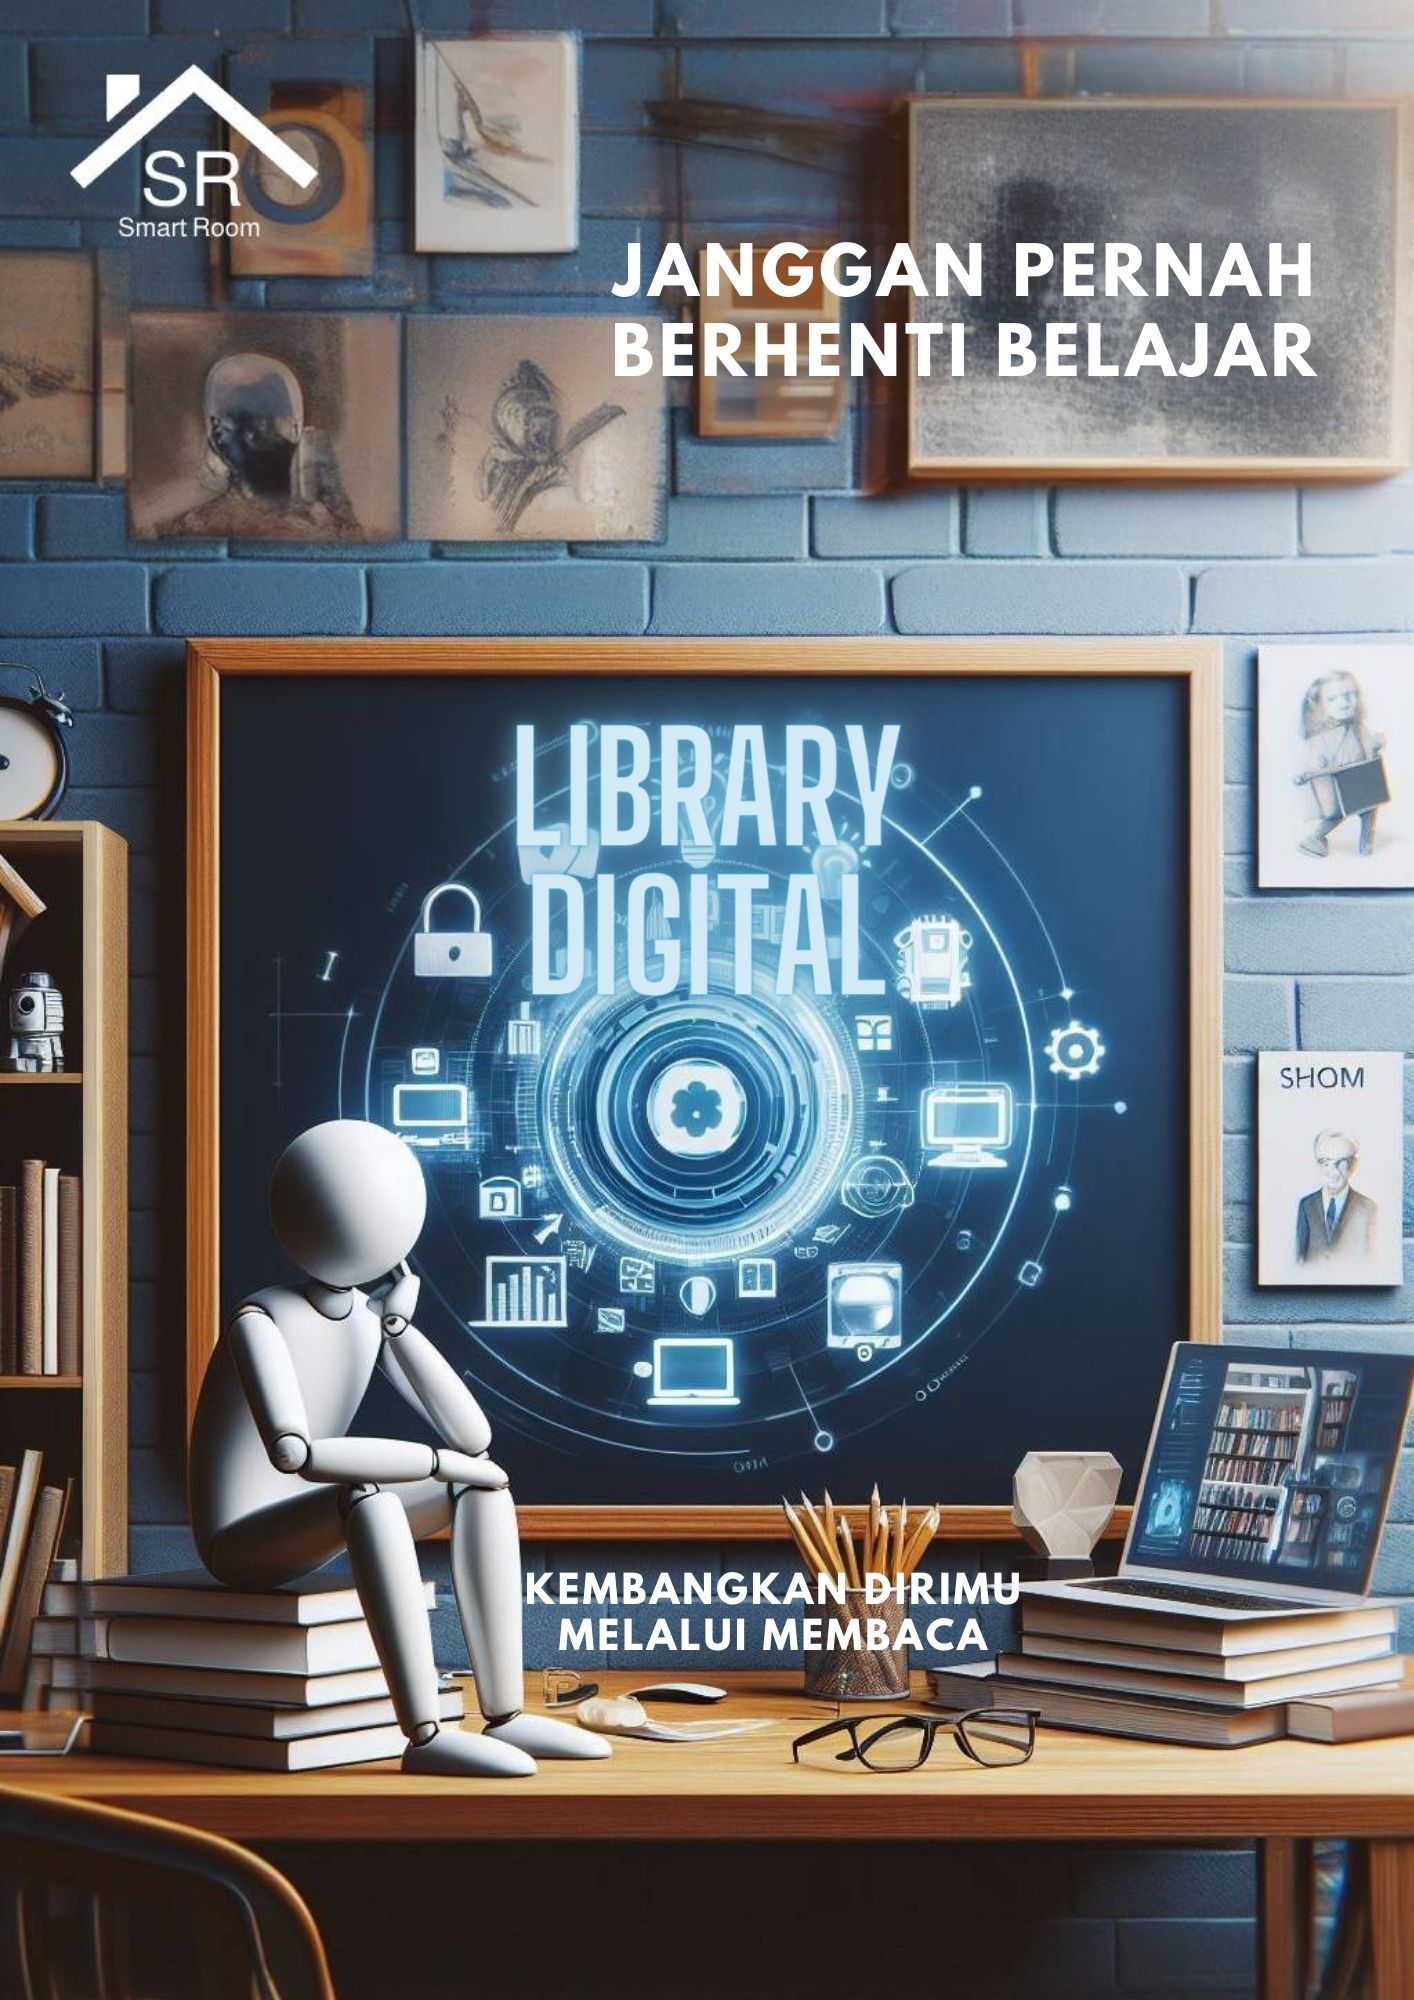 SR
Smart Room
JANGGAN PERNAH
BERHENTI BELAJAR
LIBRARY
DIGITAL
SHOM
KEMBANGKAN DIRIMU
MELALUI MEMBACA